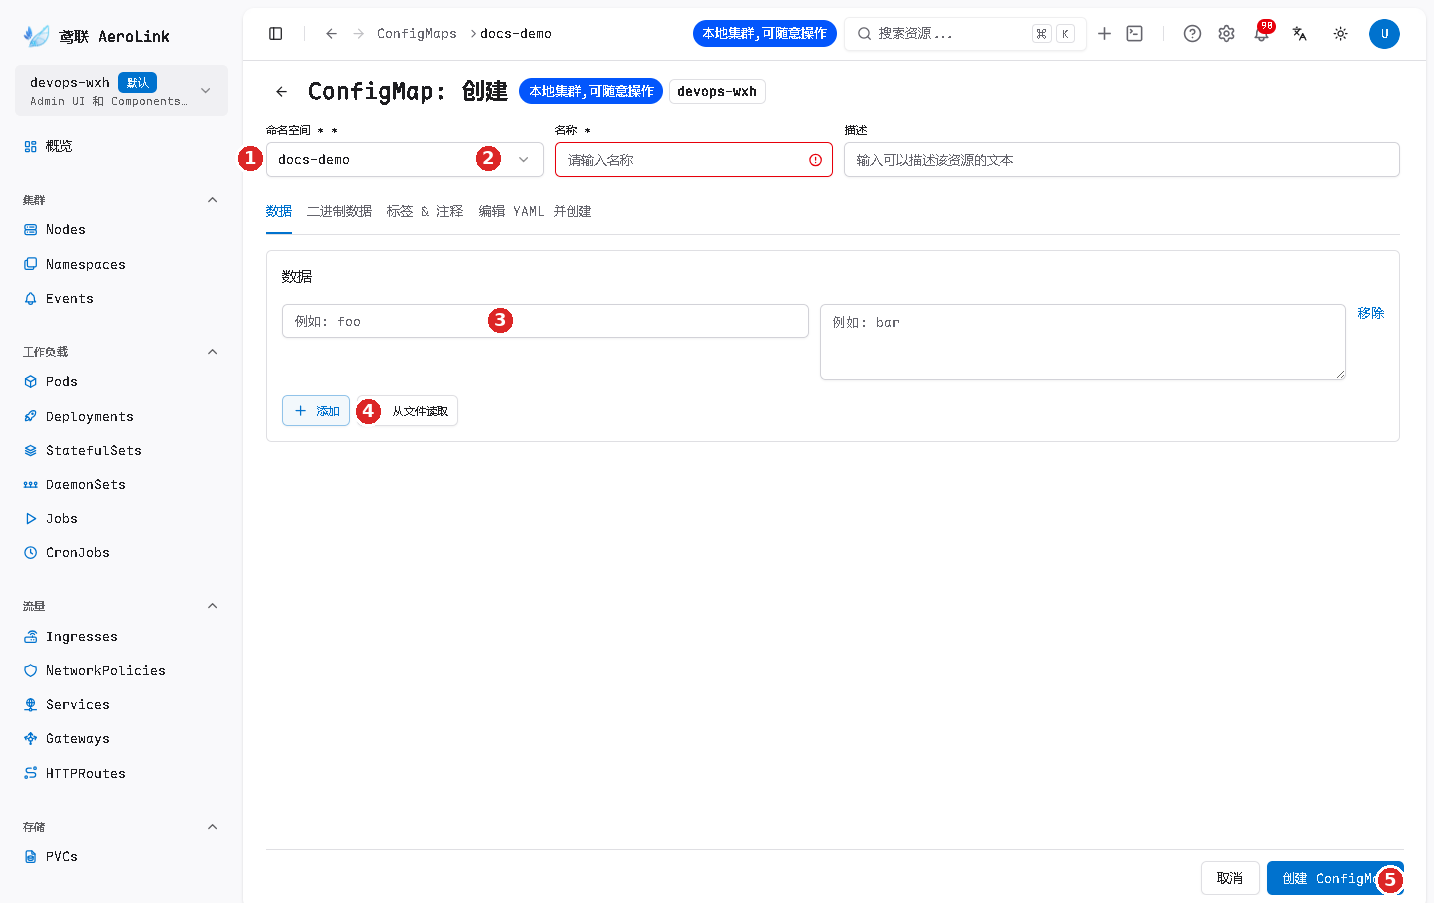 鸢联 AeroLink
ConfigMaps
docs-demo
本地集群,可随意操作
搜索资源...
⌘
K
98
U
devops-wxh
默认
Admin UI 和 Components…
ConfigMap: 创建
本地集群,可随意操作
devops-wxh
概览
集群
Nodes
Namespaces
Events
工作负载
Pods
Deployments
StatefulSets
DaemonSets
Jobs
CronJobs
流量
Ingresses
NetworkPolicies
Services
Gateways
HTTPRoutes
存储
PVCs
命名空间 * *
名称 *
描述
1
docs-demo
2
请输入名称
输入可以描述该资源的文本
数据
二进制数据
标签 & 注释
编辑 YAML 并创建
数据
例如: foo
3
例如: bar
移除
添加
4
从文件读取
取消
创建 ConfigM
5